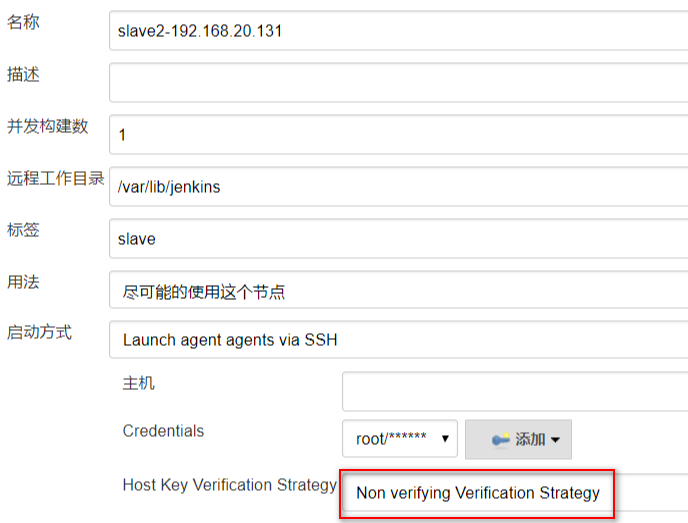 名称 slave2-192.168.20.131
描述
并发构建数 1
远程工作目录 /var/lib/jenkins
标签 slave
用法 尽可能的使用这个节点
启动方式 Launch agent agents via SSH
主机
Credentials root/****** 添加
Host Key Verification Strategy Non verifying Verification Strategy